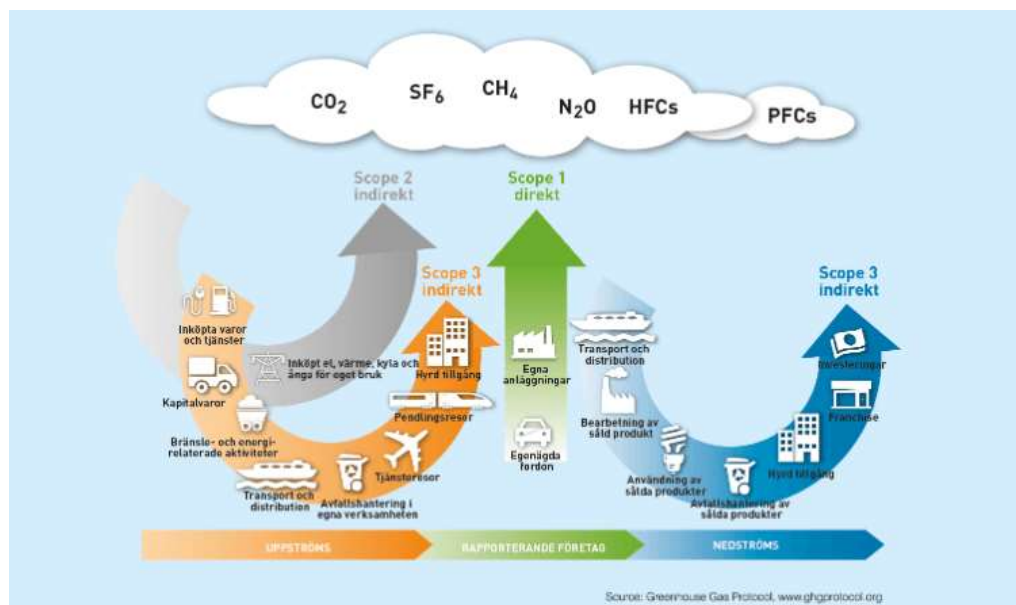 CO₂
SF₆
CH₄
N₂O
HFCs
PFCs
Scope 2
indirekt
Scope 1
direkt
Scope 3
indirekt
Scope 3
indirekt
Inköpta varor
och tjänster
Inköpt el, värme, kyla och
ånga för eget bruk
Hyrd tillgång
Kapitalvaror
Pendlingsresor
Bränsle- och energi-
relaterade aktiviteter
Tjänsteresor
Transport och
distribution
Avfallshantering i
egna verksamheten
Egna
anläggningar
Egenägda
fordon
Transport och
distribution
Bearbetning av
såld produkt
Användning av
sålda produkter
Avfallshantering av
sålda produkter
Hyrd tillgång
Franchise
Investeringar
UPPSTRÖMS
RAPPORTERANDE FÖRETAG
NEDSTRÖMS
Source: Greenhouse Gas Protocol, www.ghgprotocol.org